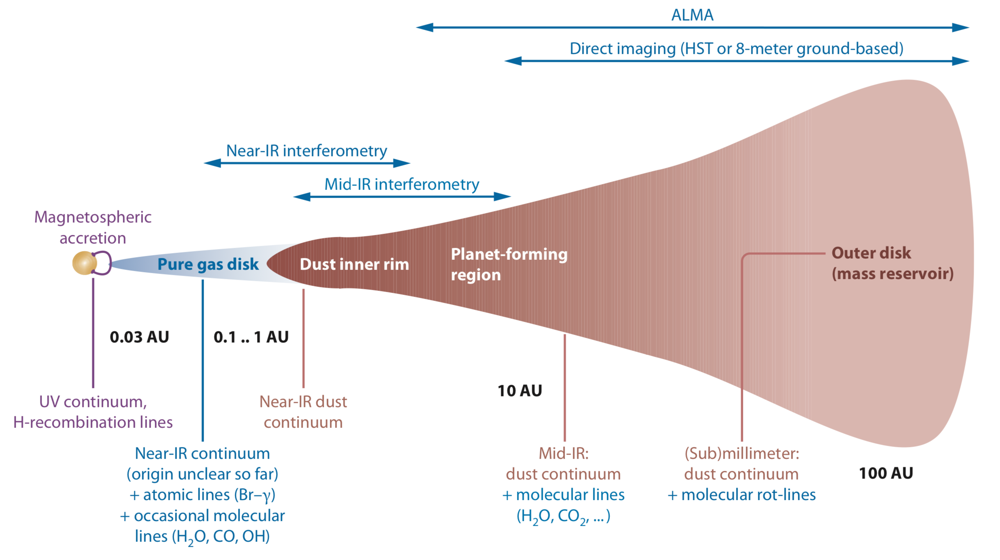 ALMA
Direct imaging (HST or 8-meter ground-based)
Near-IR interferometry
Mid-IR interferometry
Magnetospheric
accretion
Pure gas disk
Dust inner rim
Planet-forming
region
Outer disk
(mass reservoir)
0.03 AU
0.1 .. 1 AU
10 AU
100 AU
UV continuum,
H-recombination lines
Near-IR dust
continuum
Near-IR continuum
(origin unclear so far)
+ atomic lines (Br–γ)
+ occasional molecular
lines (H₂O, CO, OH)
Mid-IR:
dust continuum
+ molecular lines
(H₂O, CO₂, ...)
(Sub)millimeter:
dust continuum
+ molecular rot-lines